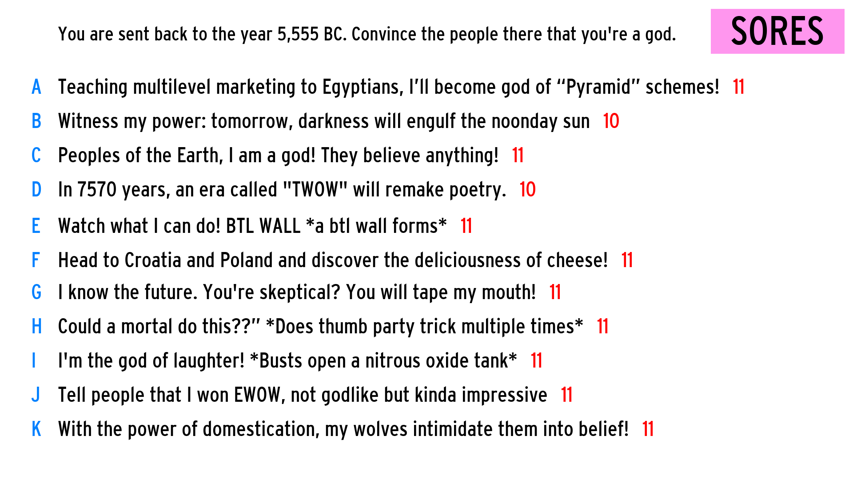 You are sent back to the year 5,555 BC. Convince the people there that you're a god.
SORES
A Teaching multilevel marketing to Egyptians, I’ll become god of “Pyramid” schemes! 11
B Witness my power: tomorrow, darkness will engulf the noonday sun 10
C Peoples of the Earth, I am a god! They believe anything! 11
D In 7570 years, an era called "TWOW" will remake poetry. 10
E Watch what I can do! BTL WALL *a btl wall forms* 11
F Head to Croatia and Poland and discover the deliciousness of cheese! 11
G I know the future. You're skeptical? You will tape my mouth! 11
H Could a mortal do this??” *Does thumb party trick multiple times* 11
I I'm the god of laughter! *Busts open a nitrous oxide tank* 11
J Tell people that I won EWOW, not godlike but kinda impressive 11
K With the power of domestication, my wolves intimidate them into belief! 11